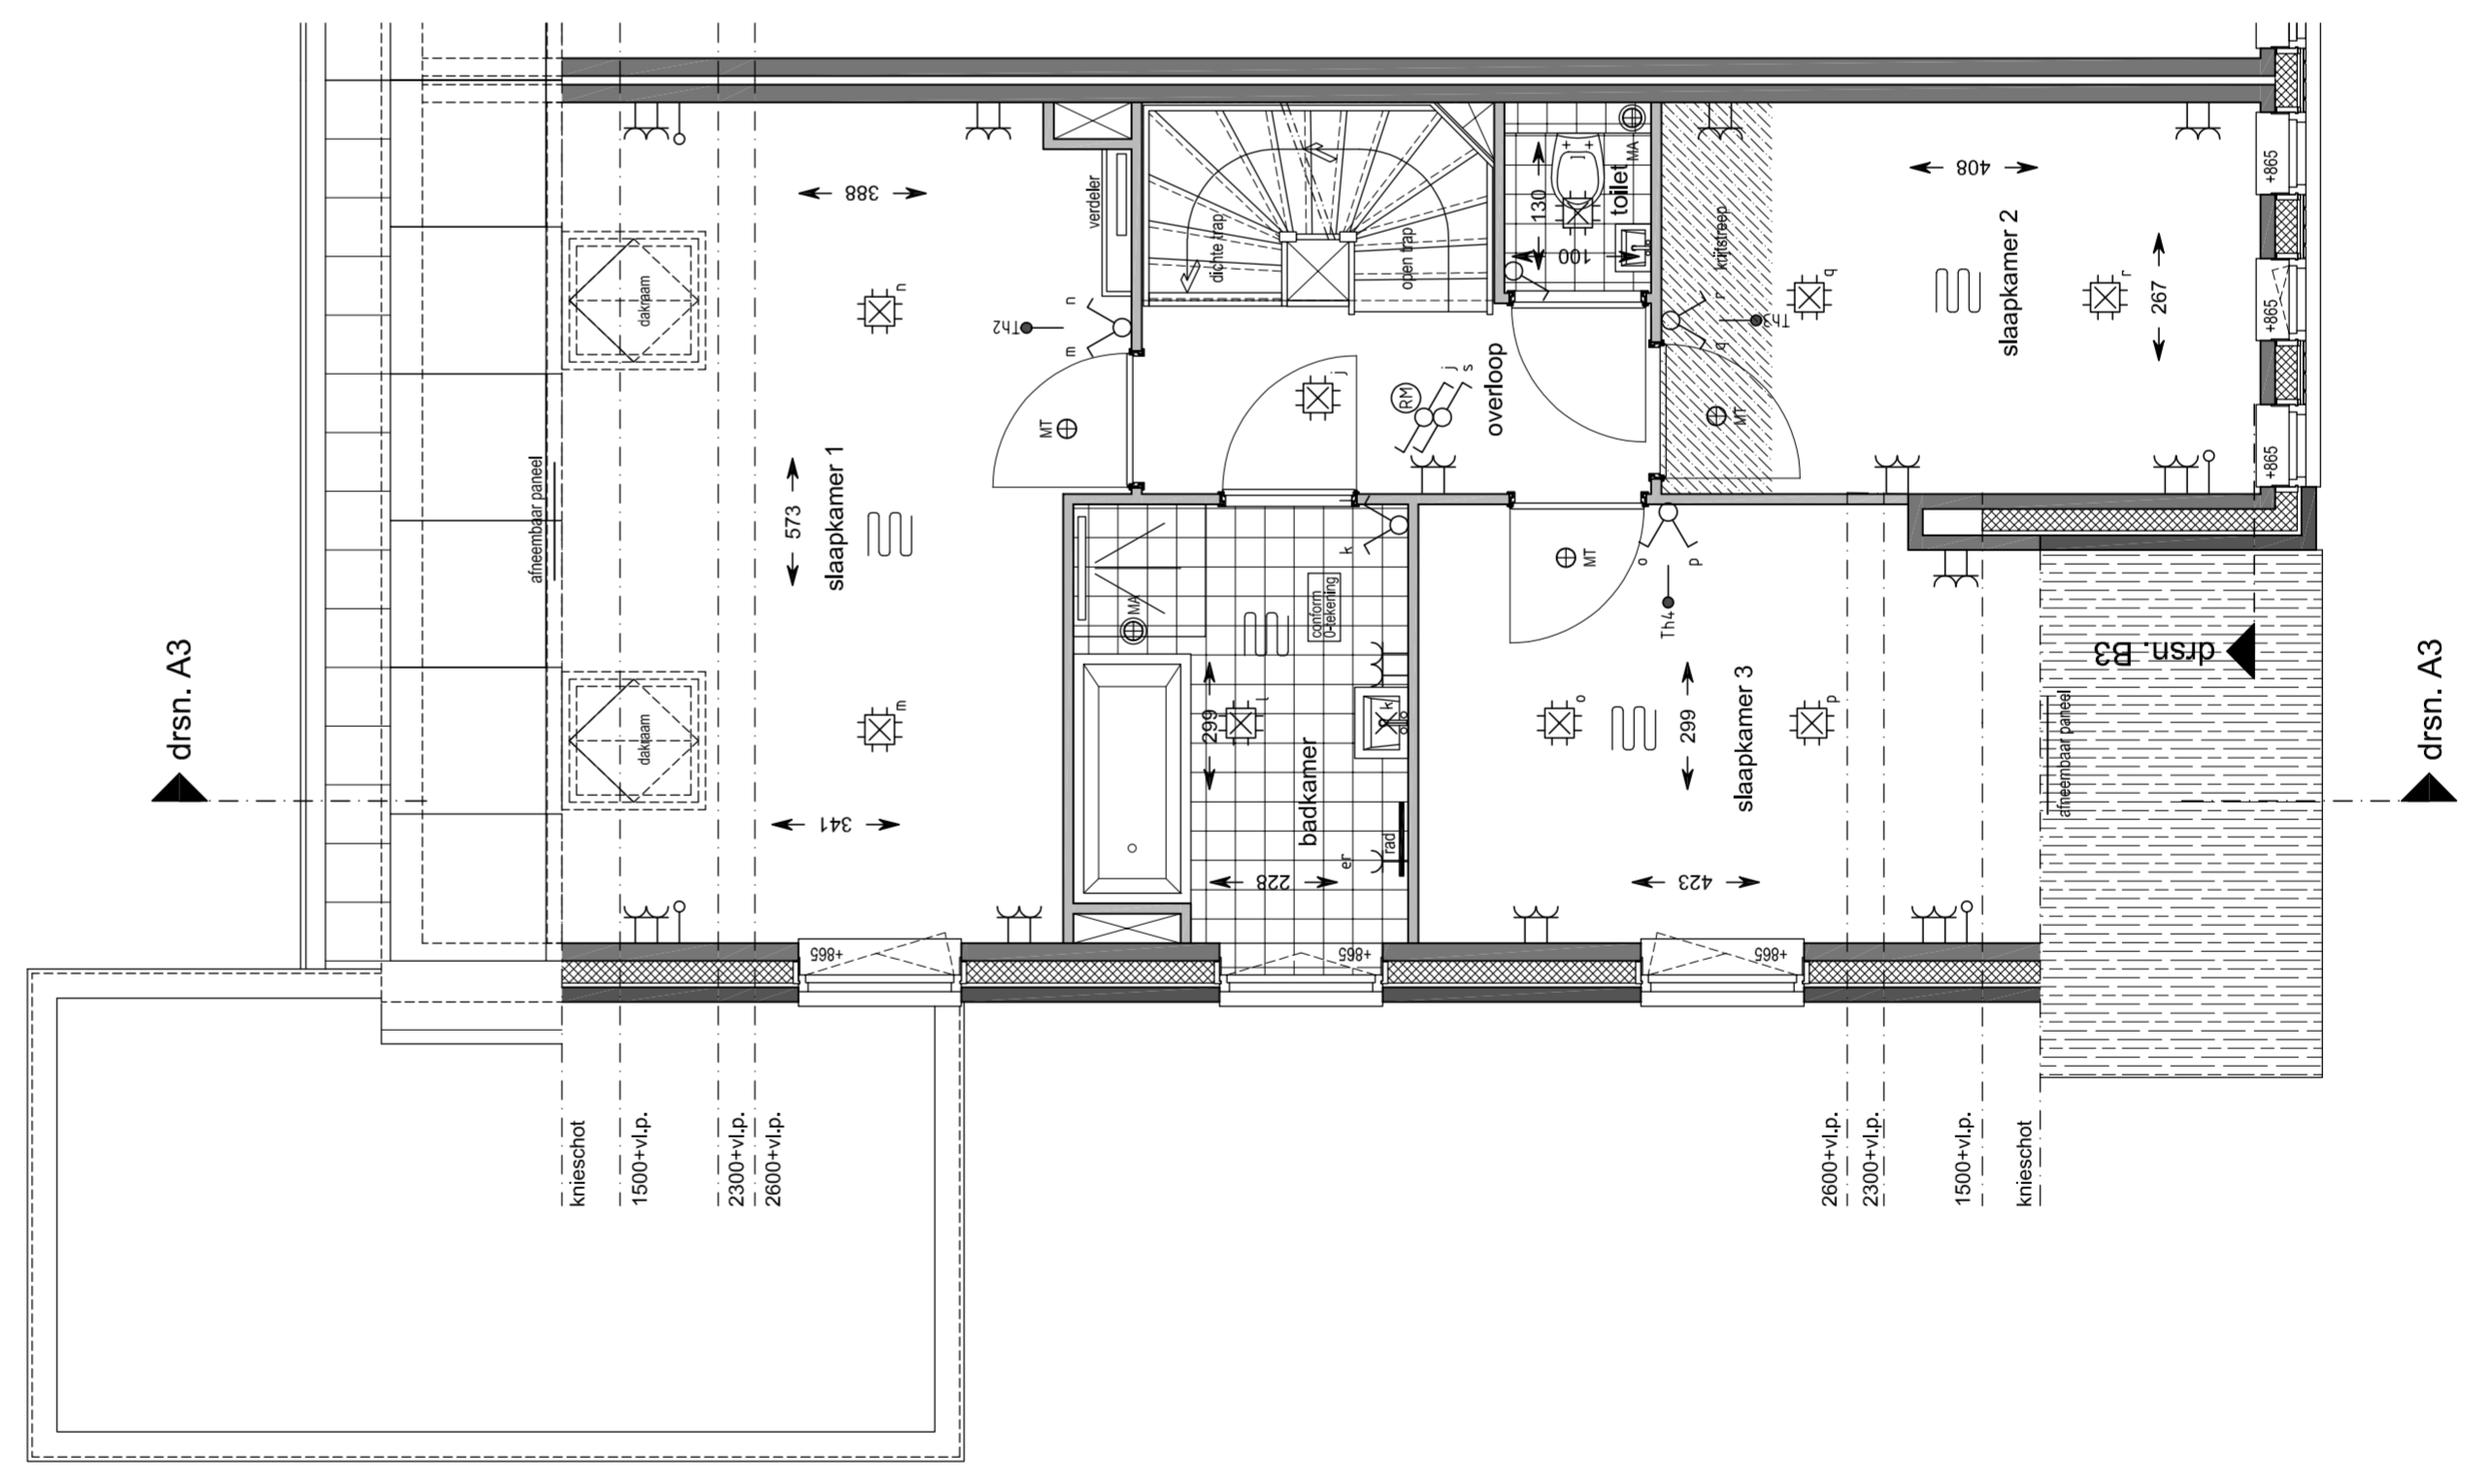 drsn. A3
afneembaar paneel
dakraam
dakraam
573
slaapkamer 1
388
341
n
m
verdeler
Th2
n
m
MT
dichte trap
open trap
130
100
toilet
MA
j
RM
j
s
overloop
krijtstreep
r
q
Th3
MT
q
408
slaapkamer 2
r
267
+865
+865
+865
MA
conform
0-tekening
k
l
l
k
299
badkamer
228
er
rad
MT
o
p
Th4
o
299
slaapkamer 3
p
423
afneembaar paneel
drsn. B3
drsn. A3
+865
+865
+865
knieschot
1500+vl.p.
2300+vl.p.
2600+vl.p.
2600+vl.p.
2300+vl.p.
1500+vl.p.
knieschot